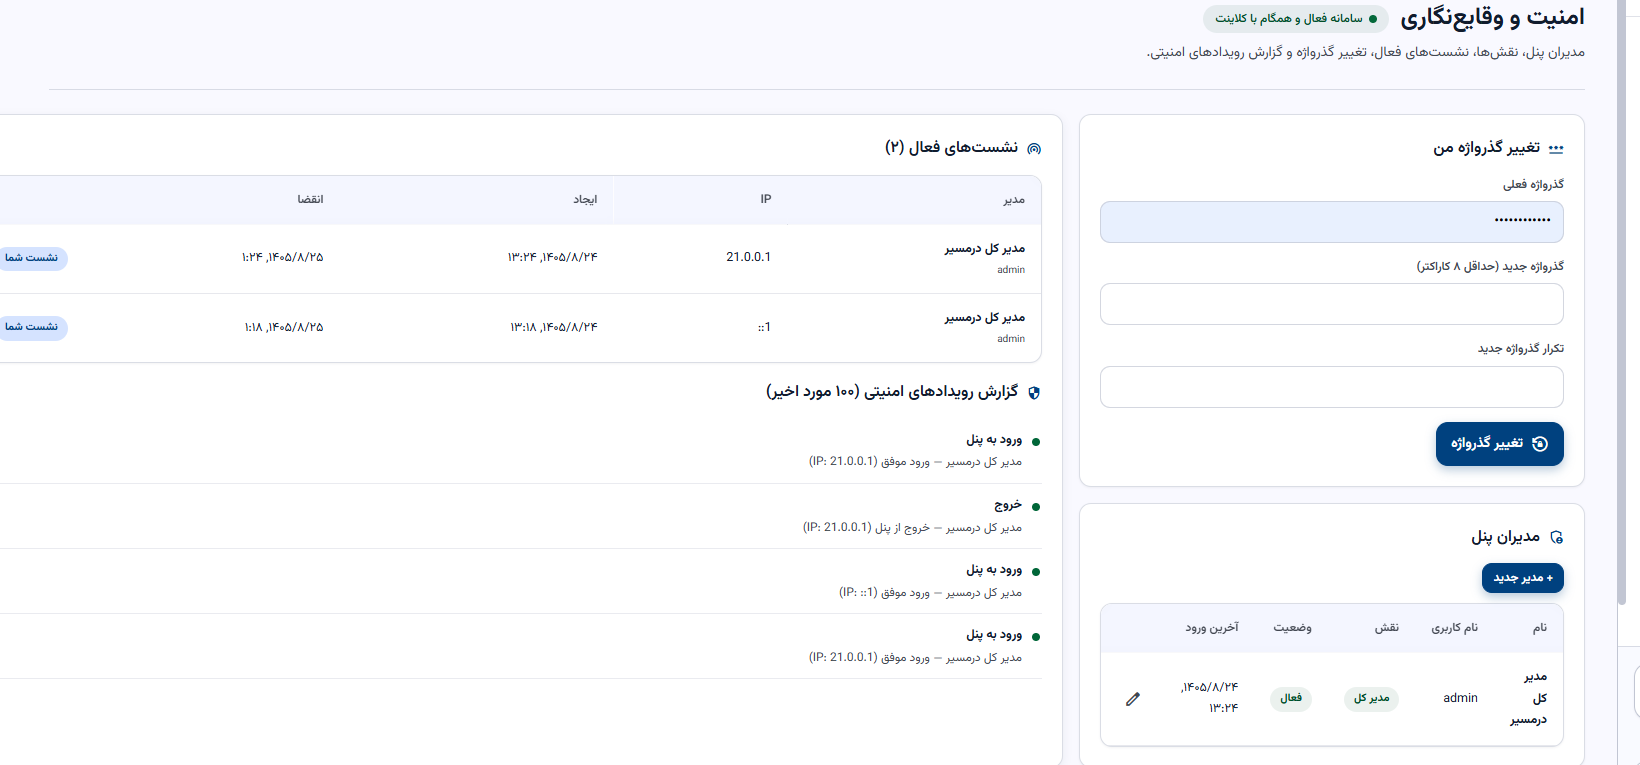 امنیت و وقایع‌نگاری
سامانه فعال و همگام با کلاینت
مدیران پنل، نقش‌ها، نشست‌های فعال، تغییر گذرواژه و گزارش رویدادهای امنیتی.
تغییر گذرواژه من
گذرواژه فعلی
••••••••••••
گذرواژه جدید (حداقل ۸ کاراکتر)
تکرار گذرواژه جدید
تغییر گذرواژه
مدیران پنل
+ مدیر جدید
نام نام کاربری نقش وضعیت آخرین ورود
مدیر کل درمسیر admin مدیر کل فعال ۱۴۰۵/۸/۲۴, ۱۳:۲۴
نشست‌های فعال (۲)
مدیر IP ایجاد انقضا
مدیر کل درمسیر 21.0.0.1 ۱۴۰۵/۸/۲۴, ۱۳:۲۴ ۱۴۰۵/۸/۲۵, ۱:۲۴ نشست شما
admin
مدیر کل درمسیر ::1 ۱۴۰۵/۸/۲۴, ۱۳:۱۸ ۱۴۰۵/۸/۲۵, ۱:۱۸ نشست شما
admin
گزارش رویدادهای امنیتی (۱۰۰ مورد اخیر)
ورود به پنل
مدیر کل درمسیر — ورود موفق (IP: 21.0.0.1)
خروج
مدیر کل درمسیر — خروج از پنل (IP: 21.0.0.1)
ورود به پنل
مدیر کل درمسیر — ورود موفق (IP: ::1)
ورود به پنل
مدیر کل درمسیر — ورود موفق (IP: 21.0.0.1)